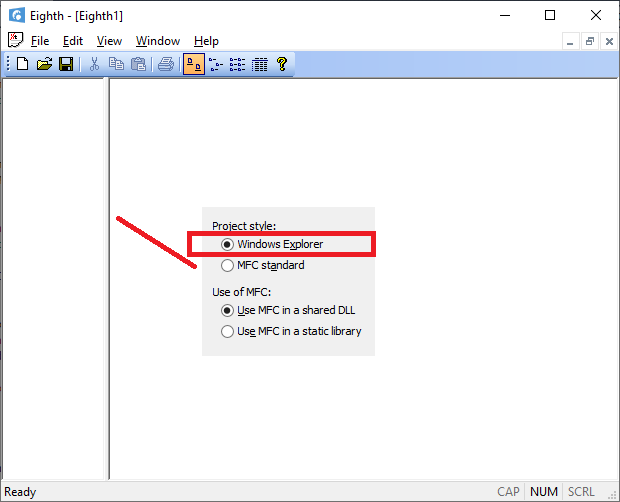 Eighth - [Eighth1]
File Edit View Window Help
Project style:
Windows Explorer
MFC standard
Use of MFC:
Use MFC in a shared DLL
Use MFC in a static library
Ready CAP NUM SCRL